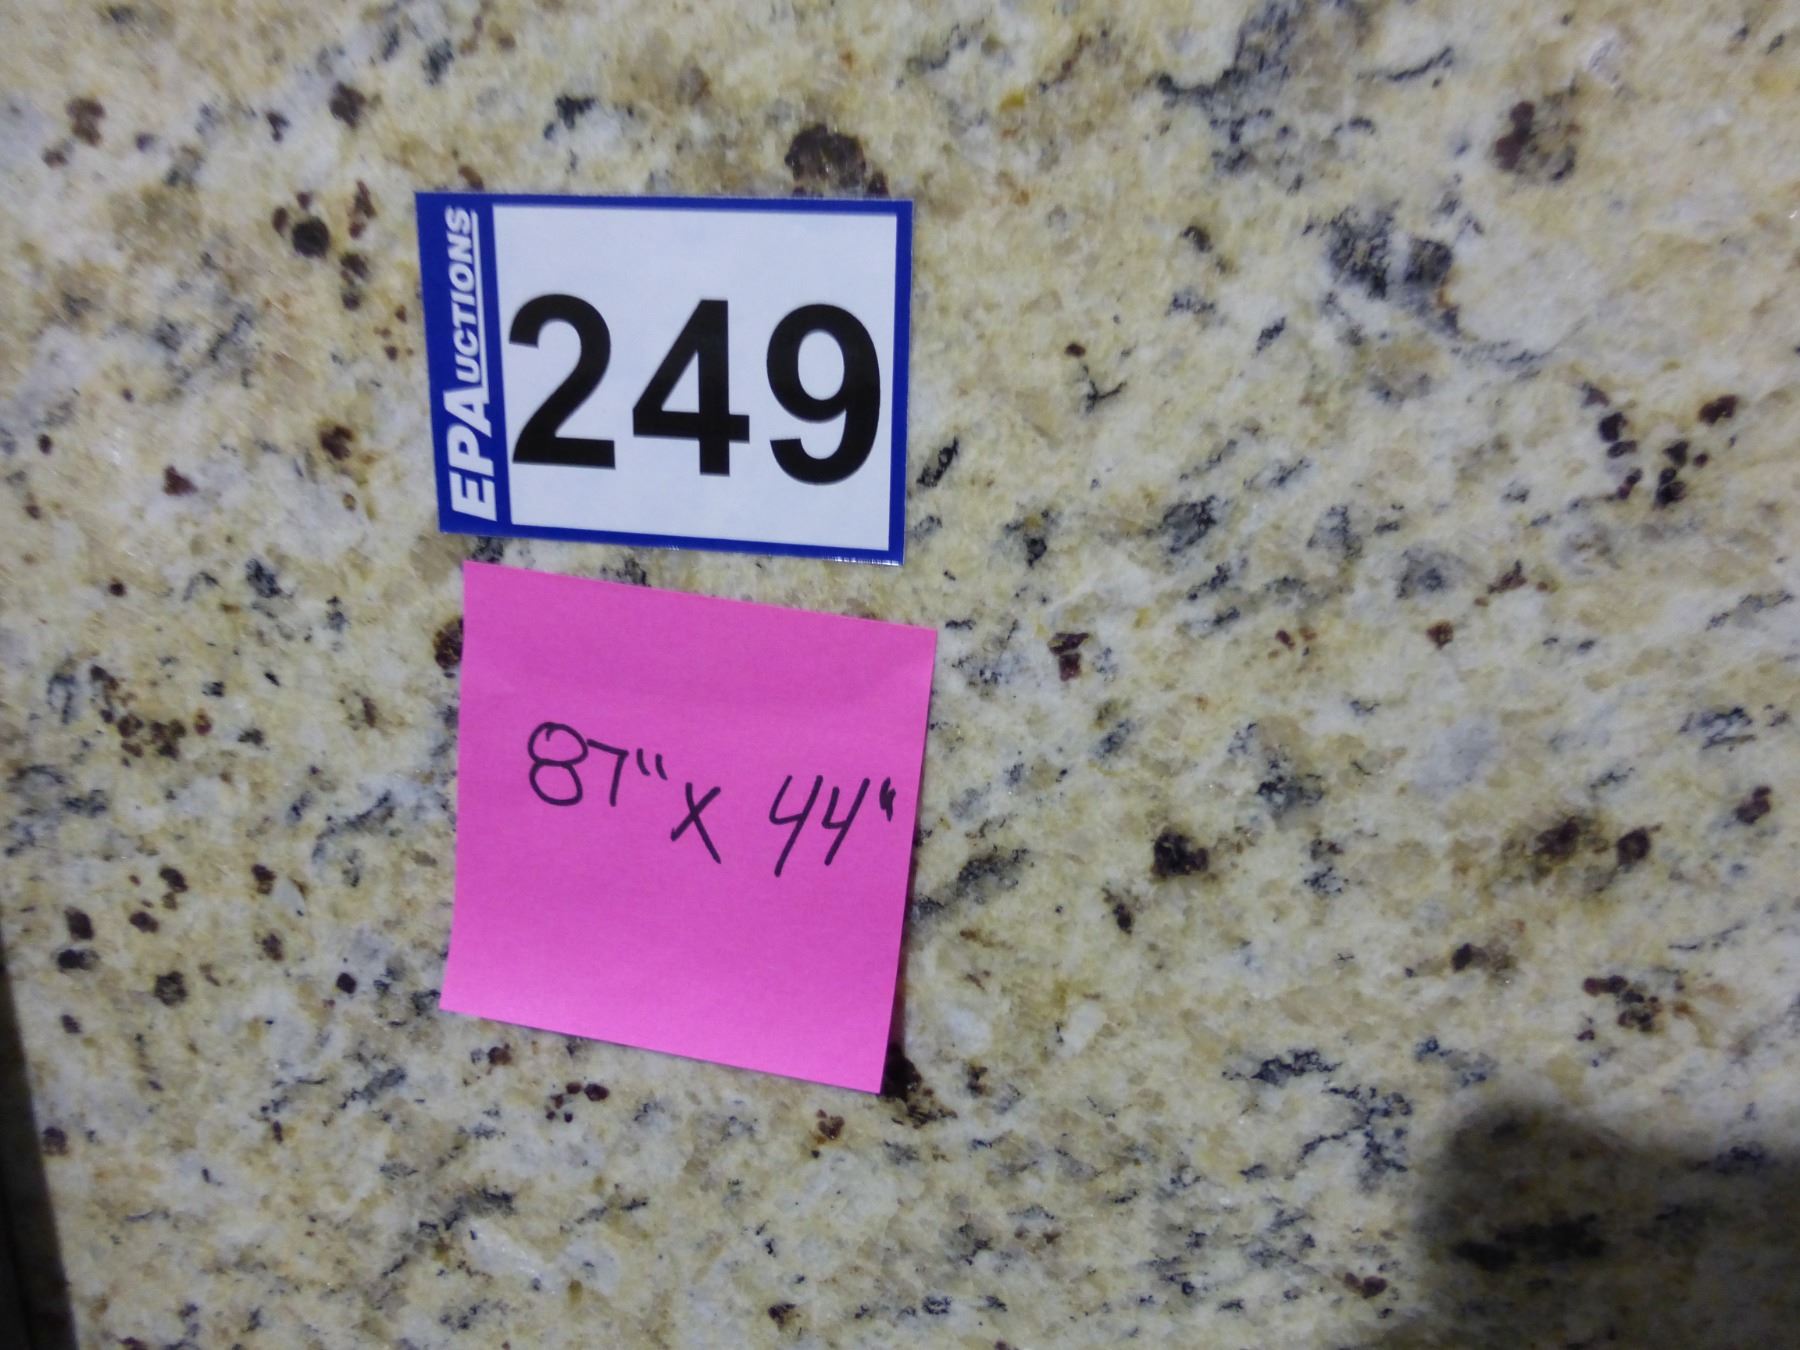 EPAUCTIONS
249
87" x 44"